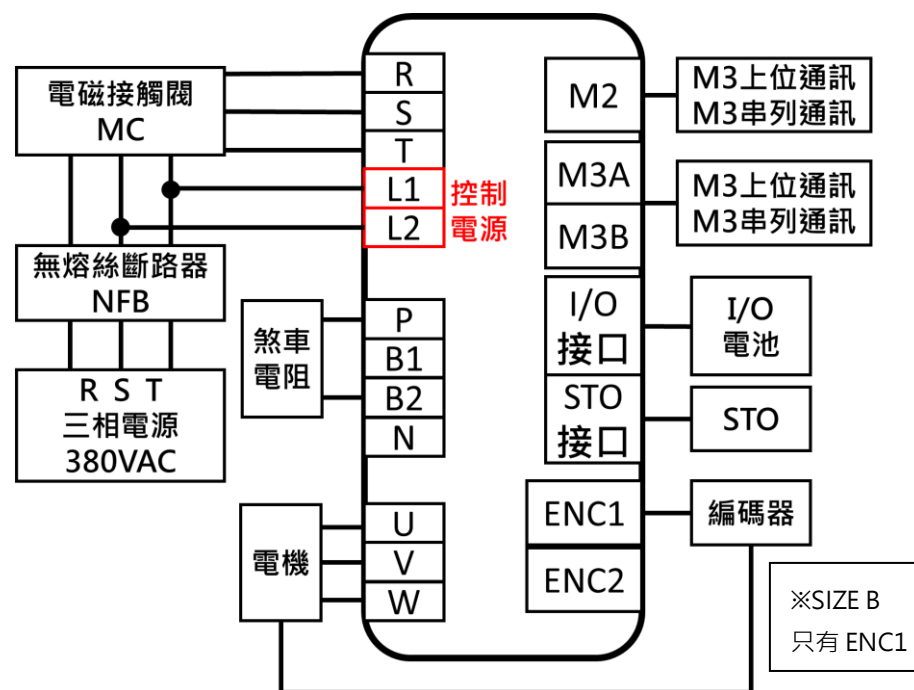 電磁接觸閥
MC
無熔絲斷路器
NFB
R S T
三相電源
380VAC
煞車
電阻
電機
R
S
T
L1
L2
控制
電源
P
B1
B2
N
U
V
W
M2
M3A
M3B
I/O
接口
STO
接口
ENC1
ENC2
M3上位通訊
M3串列通訊
M3上位通訊
M3串列通訊
I/O
電池
STO
編碼器
※SIZE B
只有 ENC1